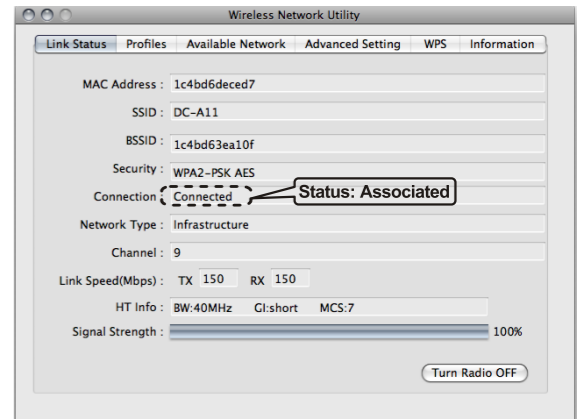 Wireless Network Utility
Link Status Profiles Available Network Advanced Setting WPS Information
MAC Address : 1c4bd6deced7
SSID : DC-A11
BSSID : 1c4bd63ea10f
Security : WPA2-PSK AES
Connection Connected Status: Associated
Network Type : Infrastructure
Channel : 9
Link Speed(Mbps) : TX 150 RX 150
HT Info : BW:40MHz GI:short MCS:7
Signal Strength : 100%
Turn Radio OFF